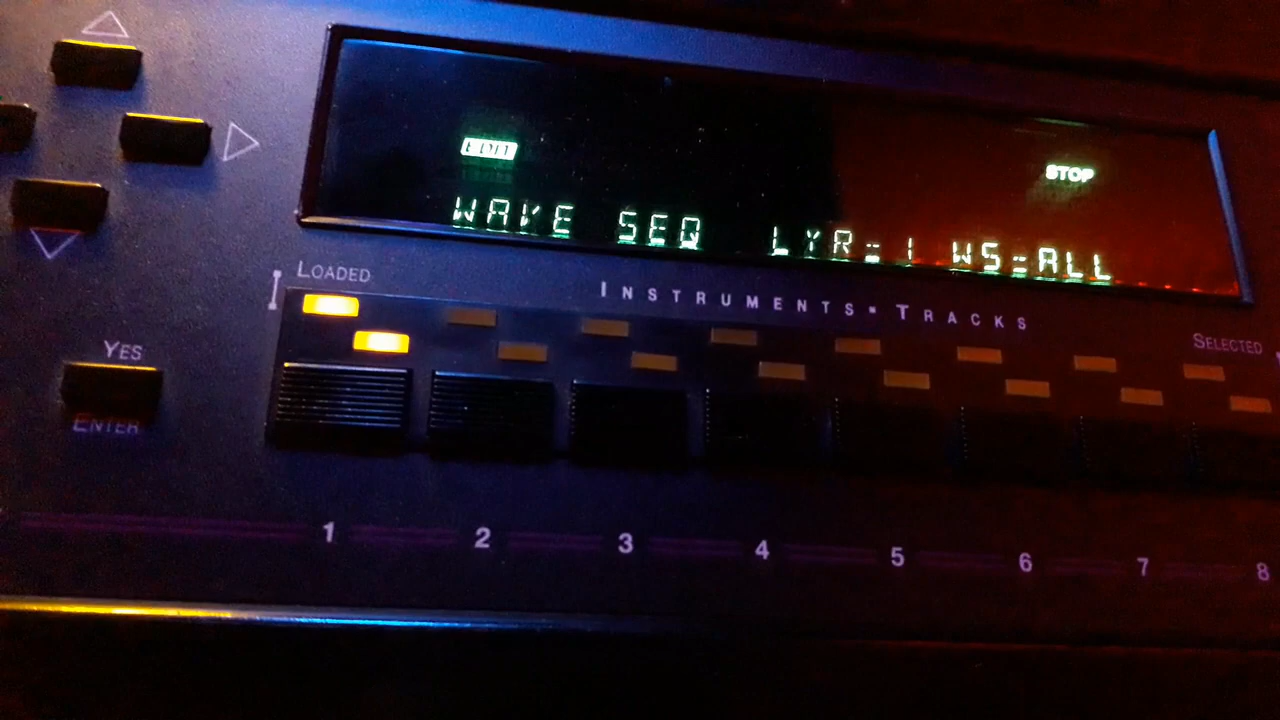 EDIT
STOP
WAVE SEQ LYR=1 WS=ALL
LOADED
INSTRUMENTS▪TRACKS
SELECTED
YES
ENTER
1 2 3 4 5 6 7 8